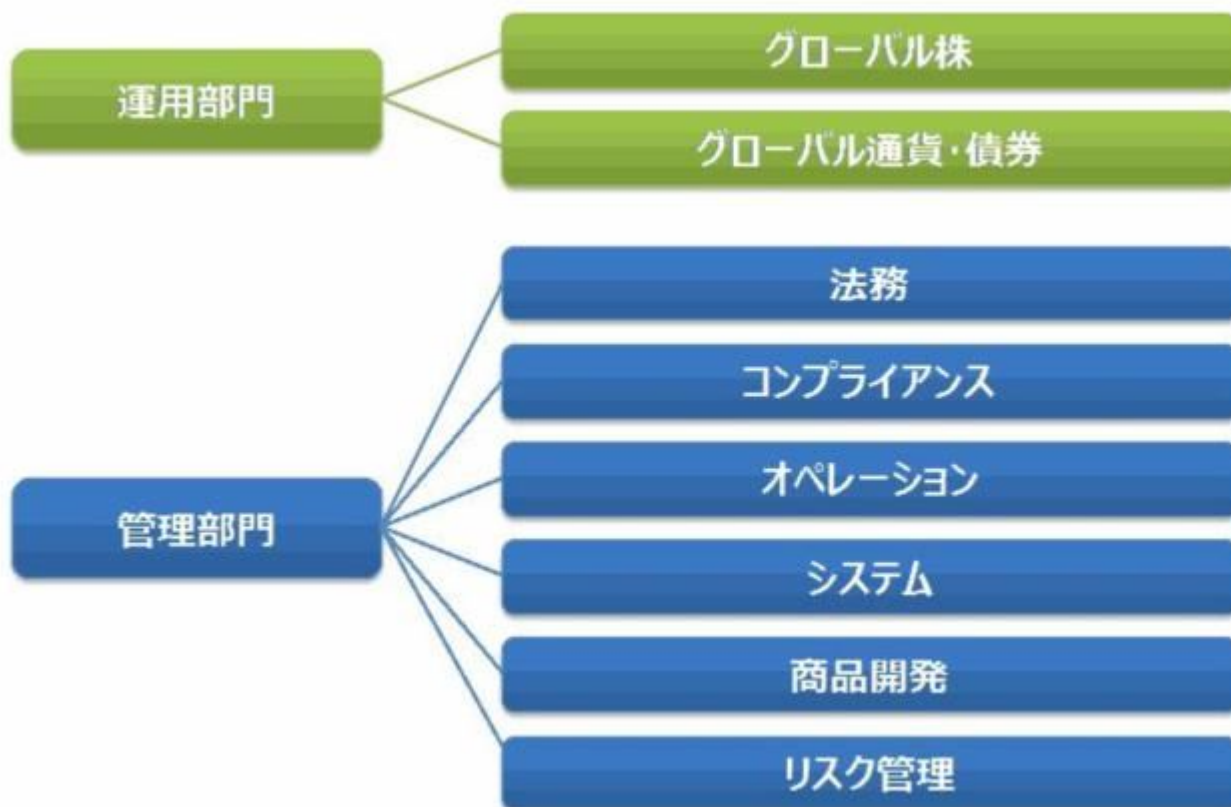 運用部門
グローバル株
グローバル通貨・債券
管理部門
法務
コンプライアンス
オペレーション
システム
商品開発
リスク管理